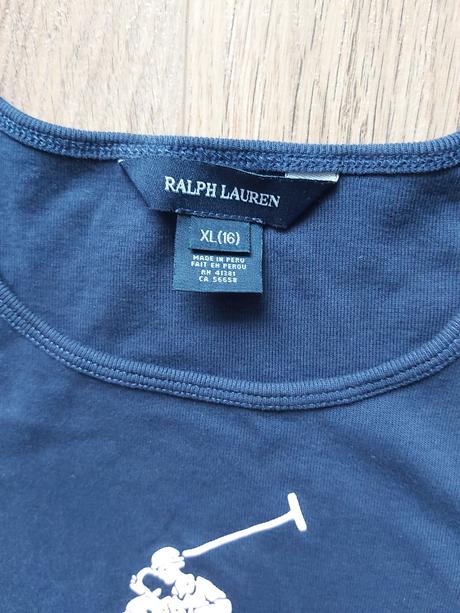 RALPH LAUREN
XL(16)
MADE IN PERU
FAIT EN PEROU
RN 41381
CA 56658